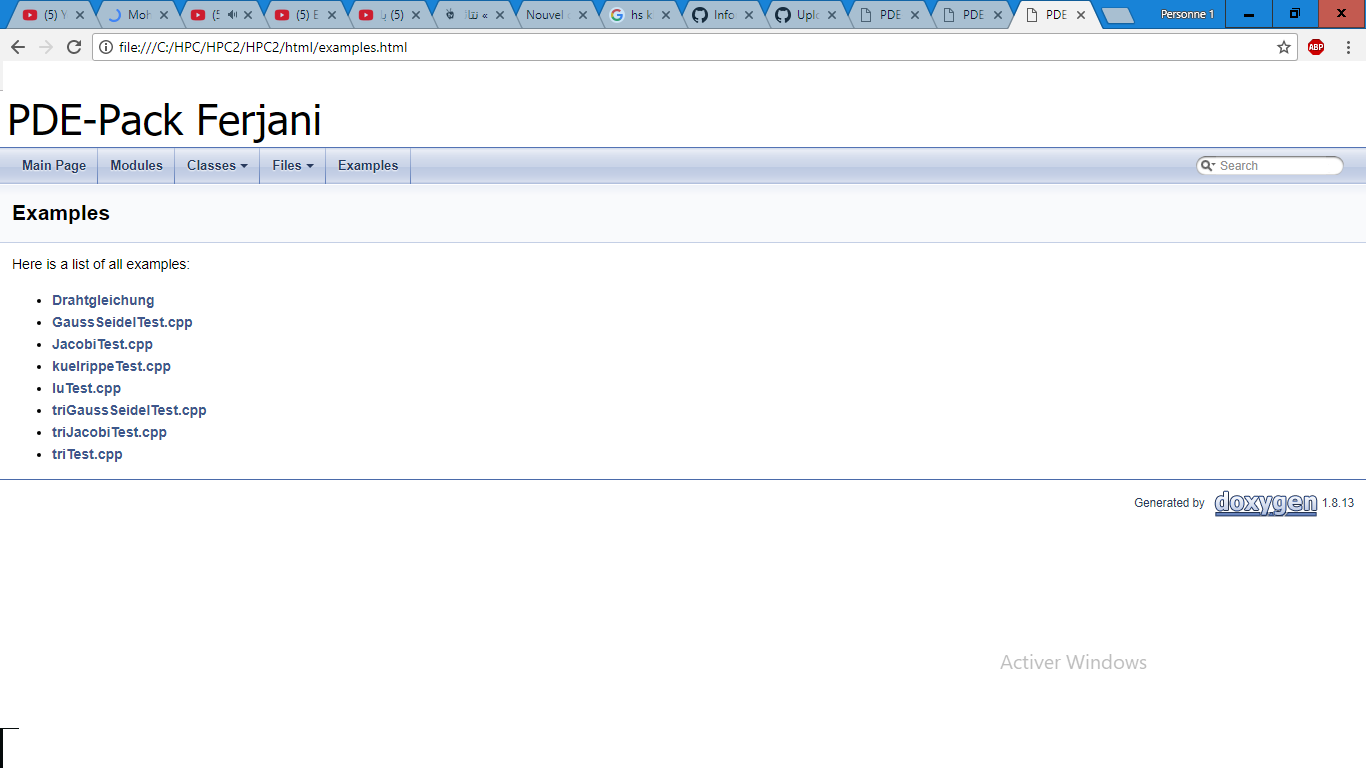 (5) Y
Moh
(5
(5) E
(5) يا
Nouvel o
hs k
Info
Uplo
PDE
PDE
PDE
Personne 1
file:///C:/HPC/HPC2/HPC2/html/examples.html
ABP
PDE-Pack Ferjani
Main Page Modules Classes Files Examples Search
Examples
Here is a list of all examples:
• Drahtgleichung
• GaussSeidelTest.cpp
• JacobiTest.cpp
• kuelrippeTest.cpp
• luTest.cpp
• triGaussSeidelTest.cpp
• triJacobiTest.cpp
• triTest.cpp
Generated by doxygen 1.8.13
Activer Windows